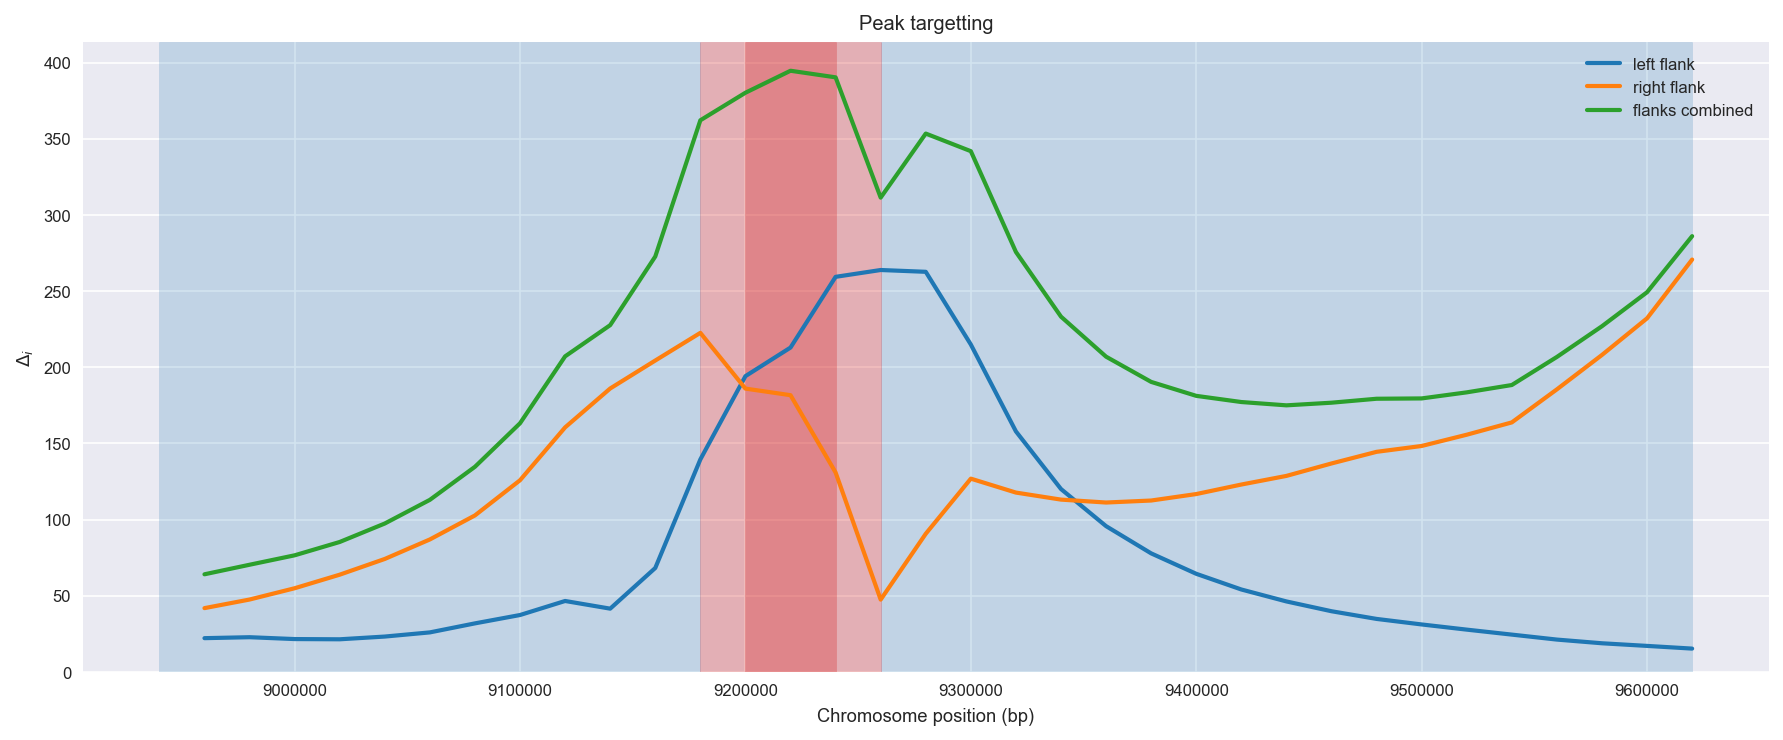 Peak targetting
400
350
300
250
200
150
100
50
0
Δi
left flank
right flank
flanks combined
9000000 9100000 9200000 9300000 9400000 9500000 9600000
Chromosome position (bp)